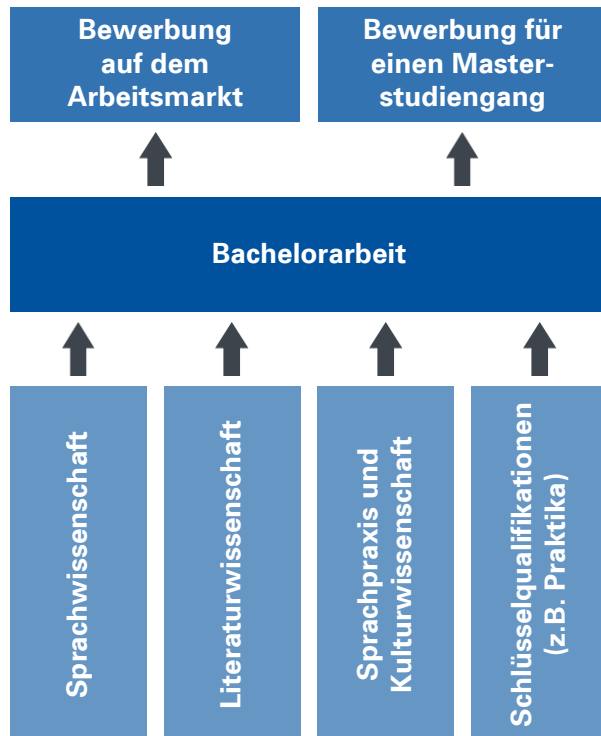 Bewerbung
auf dem
Arbeitsmarkt
Bewerbung für
einen Master-
studiengang
Bachelorarbeit
Sprachwissenschaft
Literaturwissenschaft
Sprachpraxis und
Kulturwissenschaft
Schlüsselqualifikationen
(z.B. Praktika)